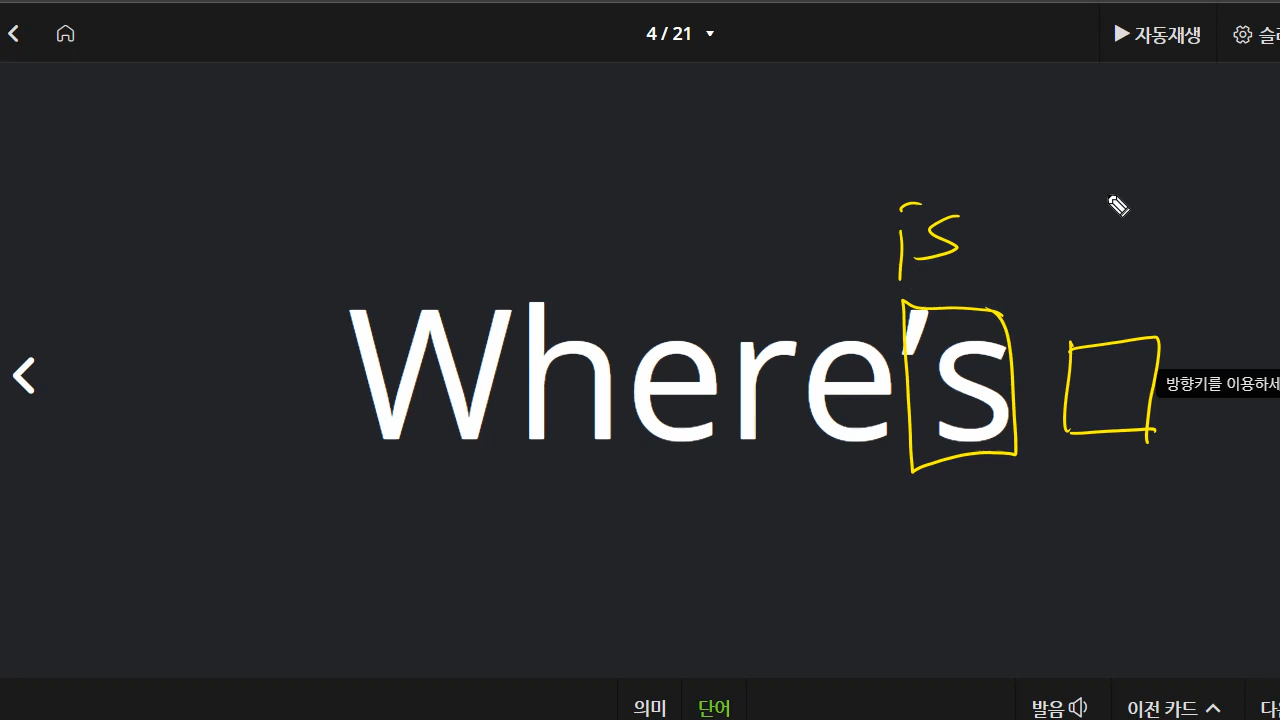 4 / 21
자동재생
is
Where's
방향키를 이용하세
의미 단어 발음 이전 카드